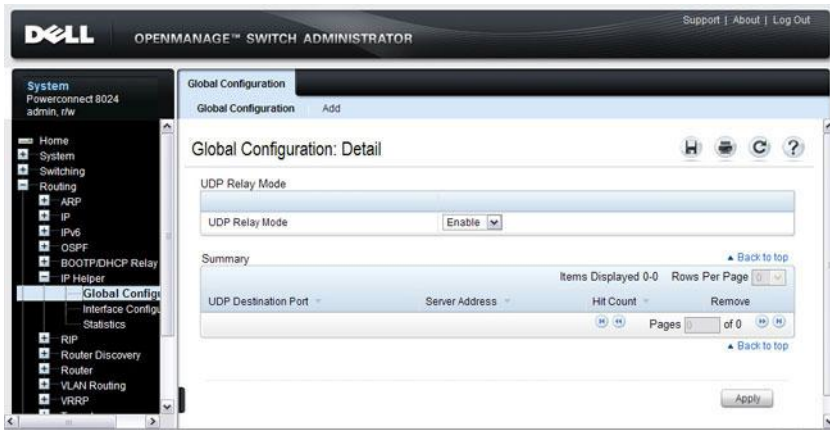 Support | About | Log Out
DELL
OPENMANAGE™ SWITCH ADMINISTRATOR
System
Powerconnect 8024
admin, r/w
Home
System
Switching
Routing
ARP
IP
IPv6
OSPF
BOOTP/DHCP Relay
IP Helper
Global Configu
Interface Configu
Statistics
RIP
Router Discovery
Router
VLAN Routing
VRRP
Global Configuration
Global Configuration Add
Global Configuration: Detail
UDP Relay Mode
UDP Relay Mode Enable
Summary Back to top
Items Displayed 0-0 Rows Per Page 0
UDP Destination Port Server Address Hit Count Remove
Pages 0 of 0
Back to top
Apply